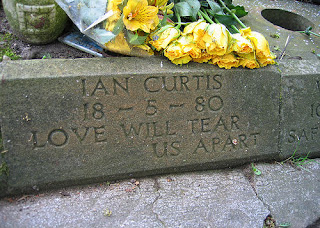 IAN CURTIS
18 - 5 - 80
LOVE WILL TEAR
US APART